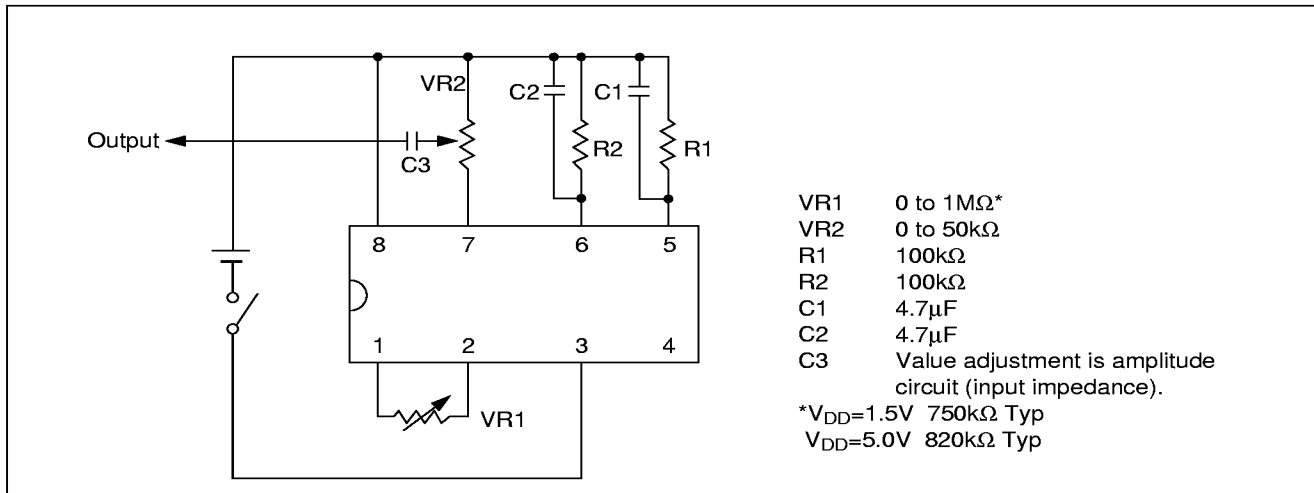 VR2
C2
C1
Output
C3
R2
R1
8 7 6 5
1 2 3 4
VR1
VR1 0 to 1MΩ*
VR2 0 to 50kΩ
R1 100kΩ
R2 100kΩ
C1 4.7μF
C2 4.7μF
C3 Value adjustment is amplitude
circuit (input impedance).
*VDD=1.5V 750kΩ Typ
VDD=5.0V 820kΩ Typ